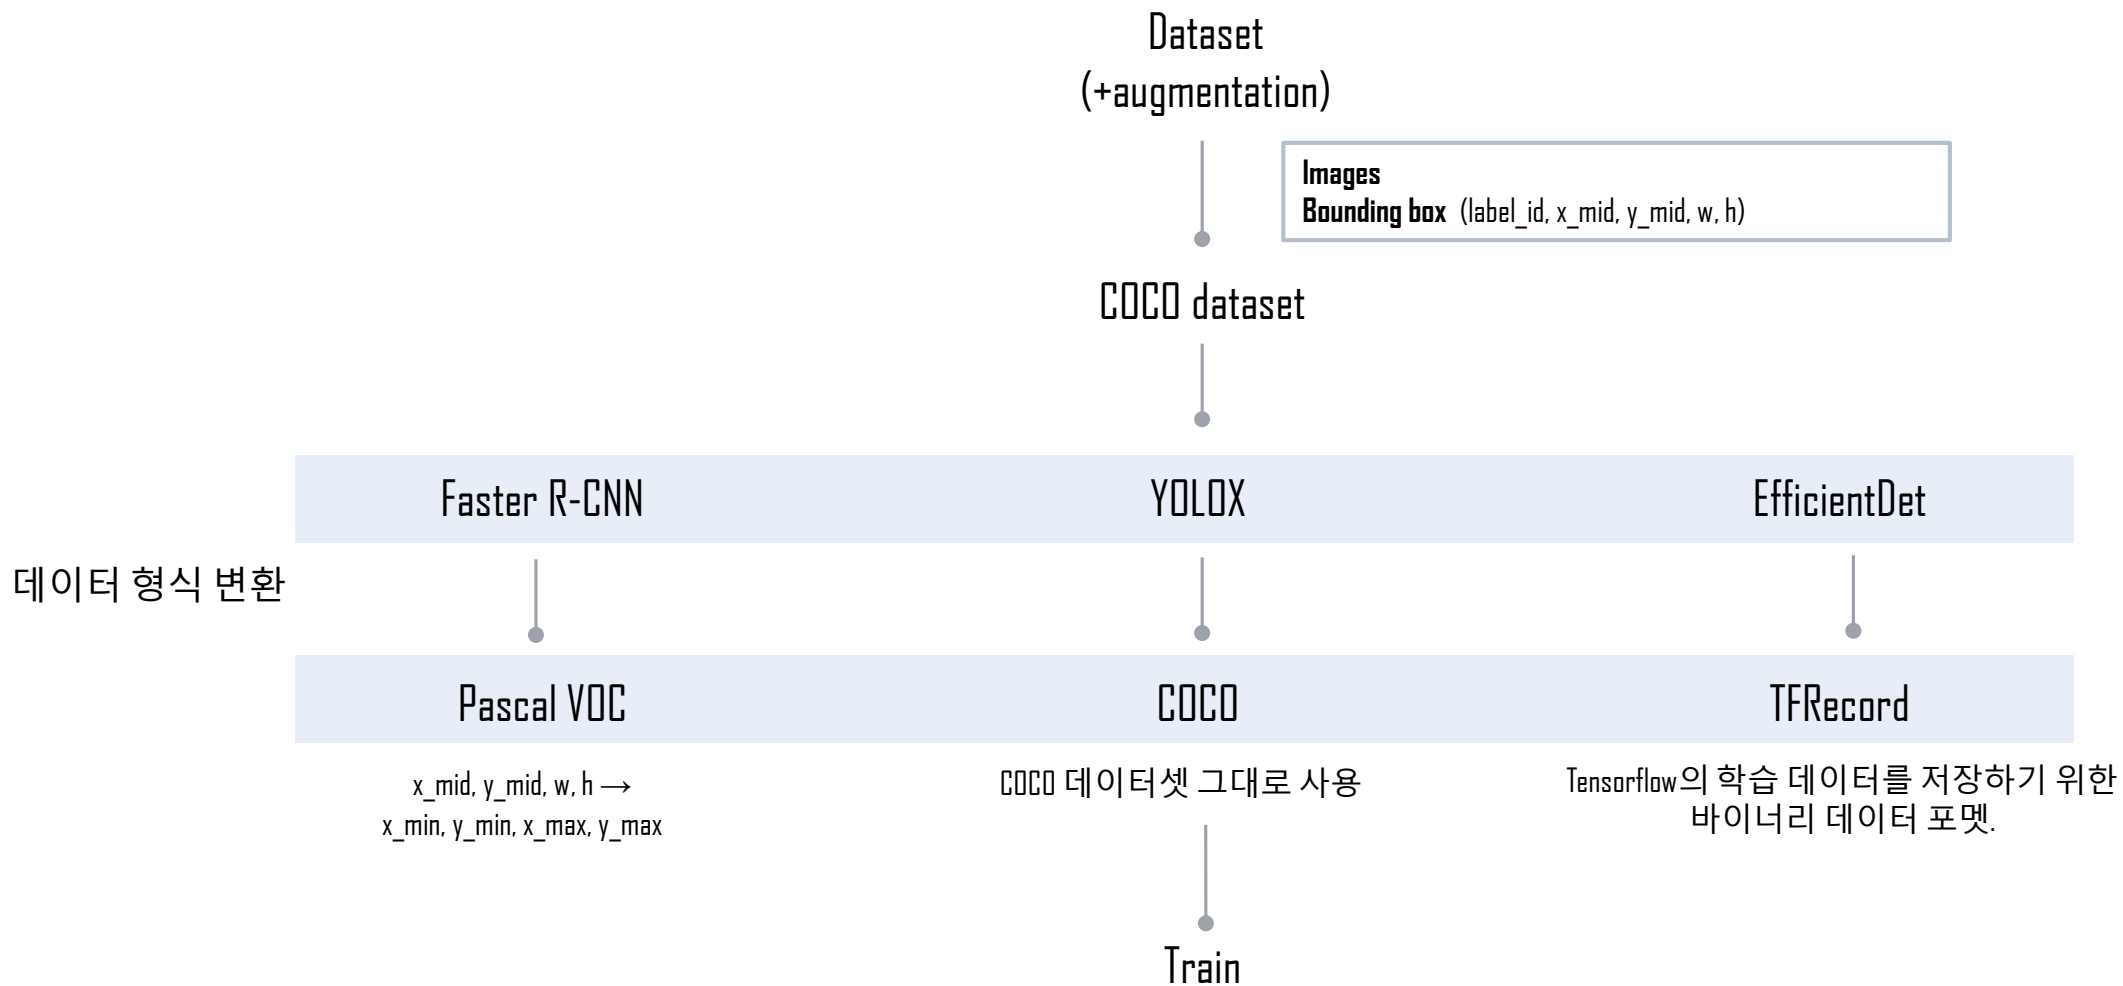 Dataset
(+augmentation)
Images
Bounding box (label_id, x_mid, y_mid, w, h)
COCO dataset
Faster R-CNN
YOLOX
EfficientDet
데이터 형식 변환
Pascal VOC
COCO
TFRecord
x_mid, y_mid, w, h →
x_min, y_min, x_max, y_max
COCO 데이터셋 그대로 사용
Tensorflow의 학습 데이터를 저장하기 위한
바이너리 데이터 포멧.
Train